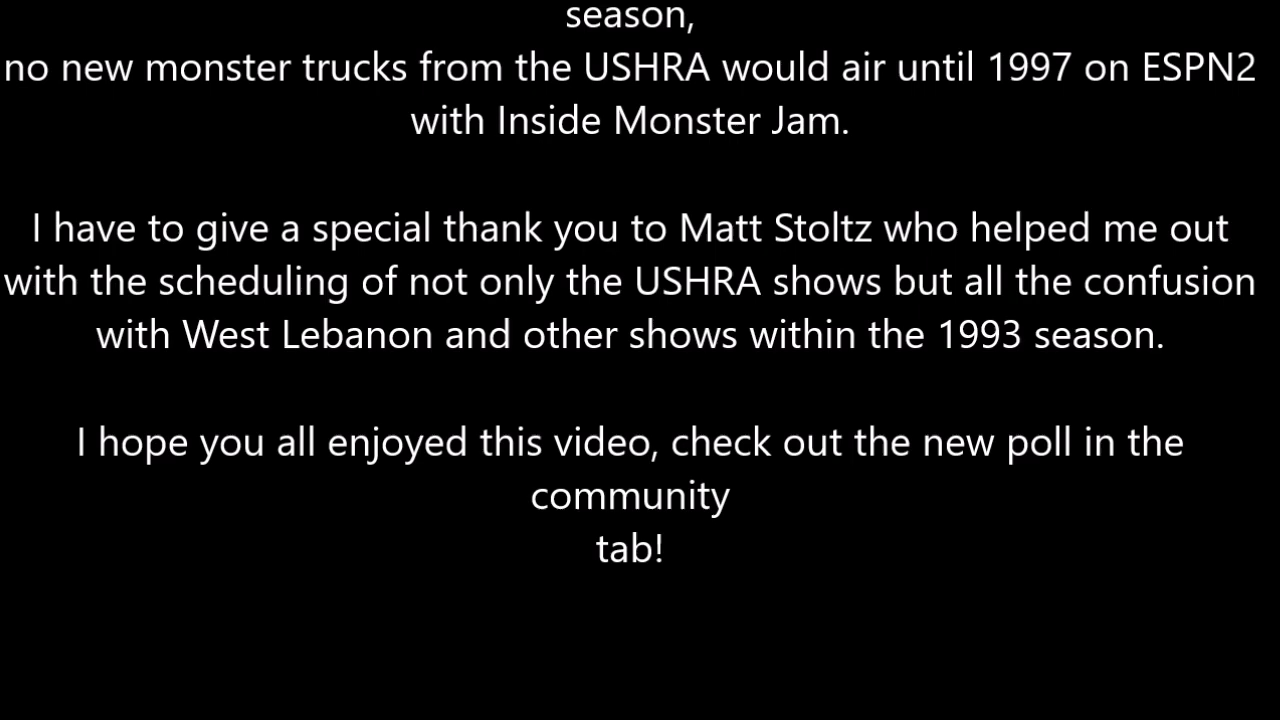 season,
no new monster trucks from the USHRA would air until 1997 on ESPN2
with Inside Monster Jam.
I have to give a special thank you to Matt Stoltz who helped me out
with the scheduling of not only the USHRA shows but all the confusion
with West Lebanon and other shows within the 1993 season.
I hope you all enjoyed this video, check out the new poll in the
community
tab!